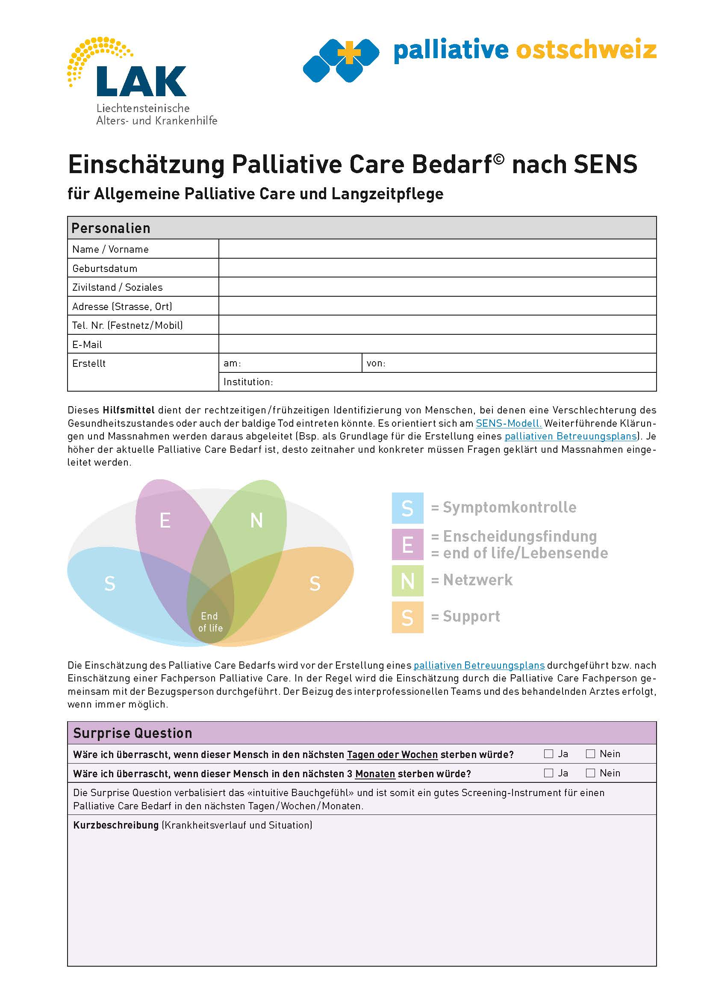 LAK
Liechtensteinische
Alters- und Krankenhilfe
palliative ostschweiz
Einschätzung Palliative Care Bedarf© nach SENS
für Allgemeine Palliative Care und Langzeitpflege
Personalien
Name / Vorname
Geburtsdatum
Zivilstand / Soziales
Adresse (Strasse, Ort)
Tel. Nr. (Festnetz/Mobil)
E-Mail
Erstellt
am:
von:
Institution:
Dieses Hilfsmittel dient der rechtzeitigen/frühzeitigen Identifizierung von Menschen, bei denen eine Verschlechterung des
Gesundheitszustandes oder auch der baldige Tod eintreten könnte. Es orientiert sich am SENS-Modell. Weiterführende Klärun-
gen und Massnahmen werden daraus abgeleitet (Bsp. als Grundlage für die Erstellung eines palliativen Betreuungsplans). Je
höher der aktuelle Palliative Care Bedarf ist, desto zeitnaher und konkreter müssen Fragen geklärt und Massnahmen einge-
leitet werden.
E
N
S
S
End
of life
S = Symptomkontrolle
E = Enscheidungsfindung
= end of life/Lebensende
N = Netzwerk
S = Support
Die Einschätzung des Palliative Care Bedarfs wird vor der Erstellung eines palliativen Betreuungsplans durchgeführt bzw. nach
Einschätzung einer Fachperson Palliative Care. In der Regel wird die Einschätzung durch die Palliative Care Fachperson ge-
meinsam mit der Bezugsperson durchgeführt. Der Beizug des interprofessionellen Teams und des behandelnden Arztes erfolgt,
wenn immer möglich.
Surprise Question
Wäre ich überrascht, wenn dieser Mensch in den nächsten Tagen oder Wochen sterben würde? ☐ Ja ☐ Nein
Wäre ich überrascht, wenn dieser Mensch in den nächsten 3 Monaten sterben würde? ☐ Ja ☐ Nein
Die Surprise Question verbalisiert das «intuitive Bauchgefühl» und ist somit ein gutes Screening-Instrument für einen
Palliative Care Bedarf in den nächsten Tagen/Wochen/Monaten.
Kurzbeschreibung (Krankheitsverlauf und Situation)